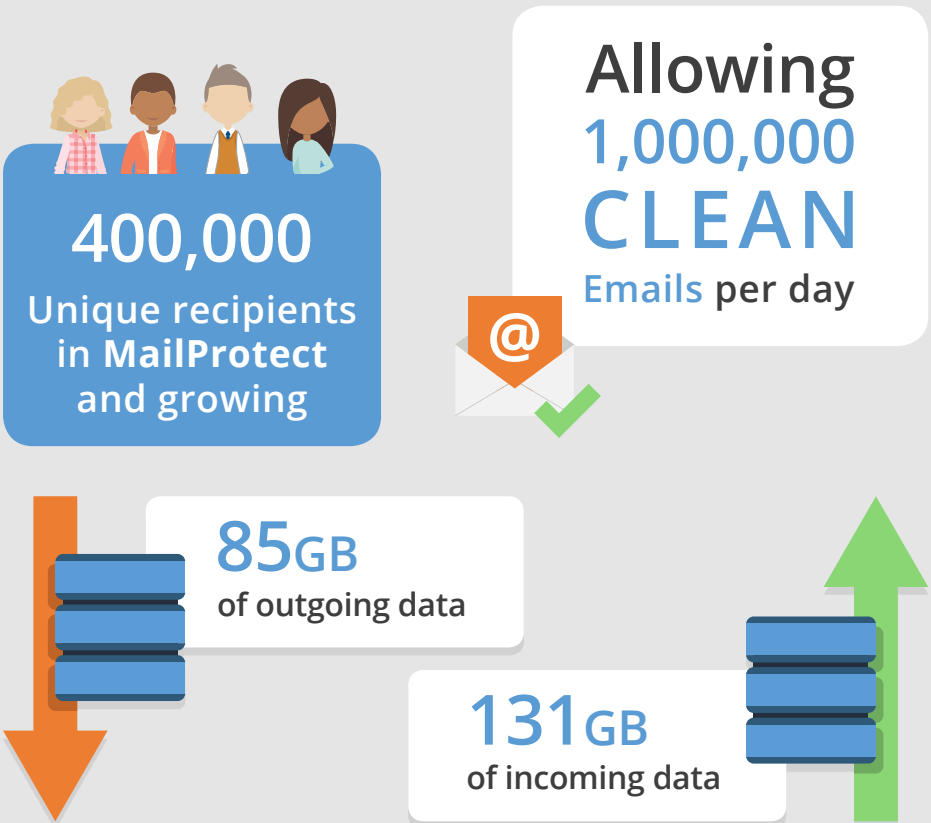 400,000
Unique recipients
in MailProtect
and growing
Allowing
1,000,000
CLEAN
Emails per day
@
85GB
of outgoing data
131GB
of incoming data